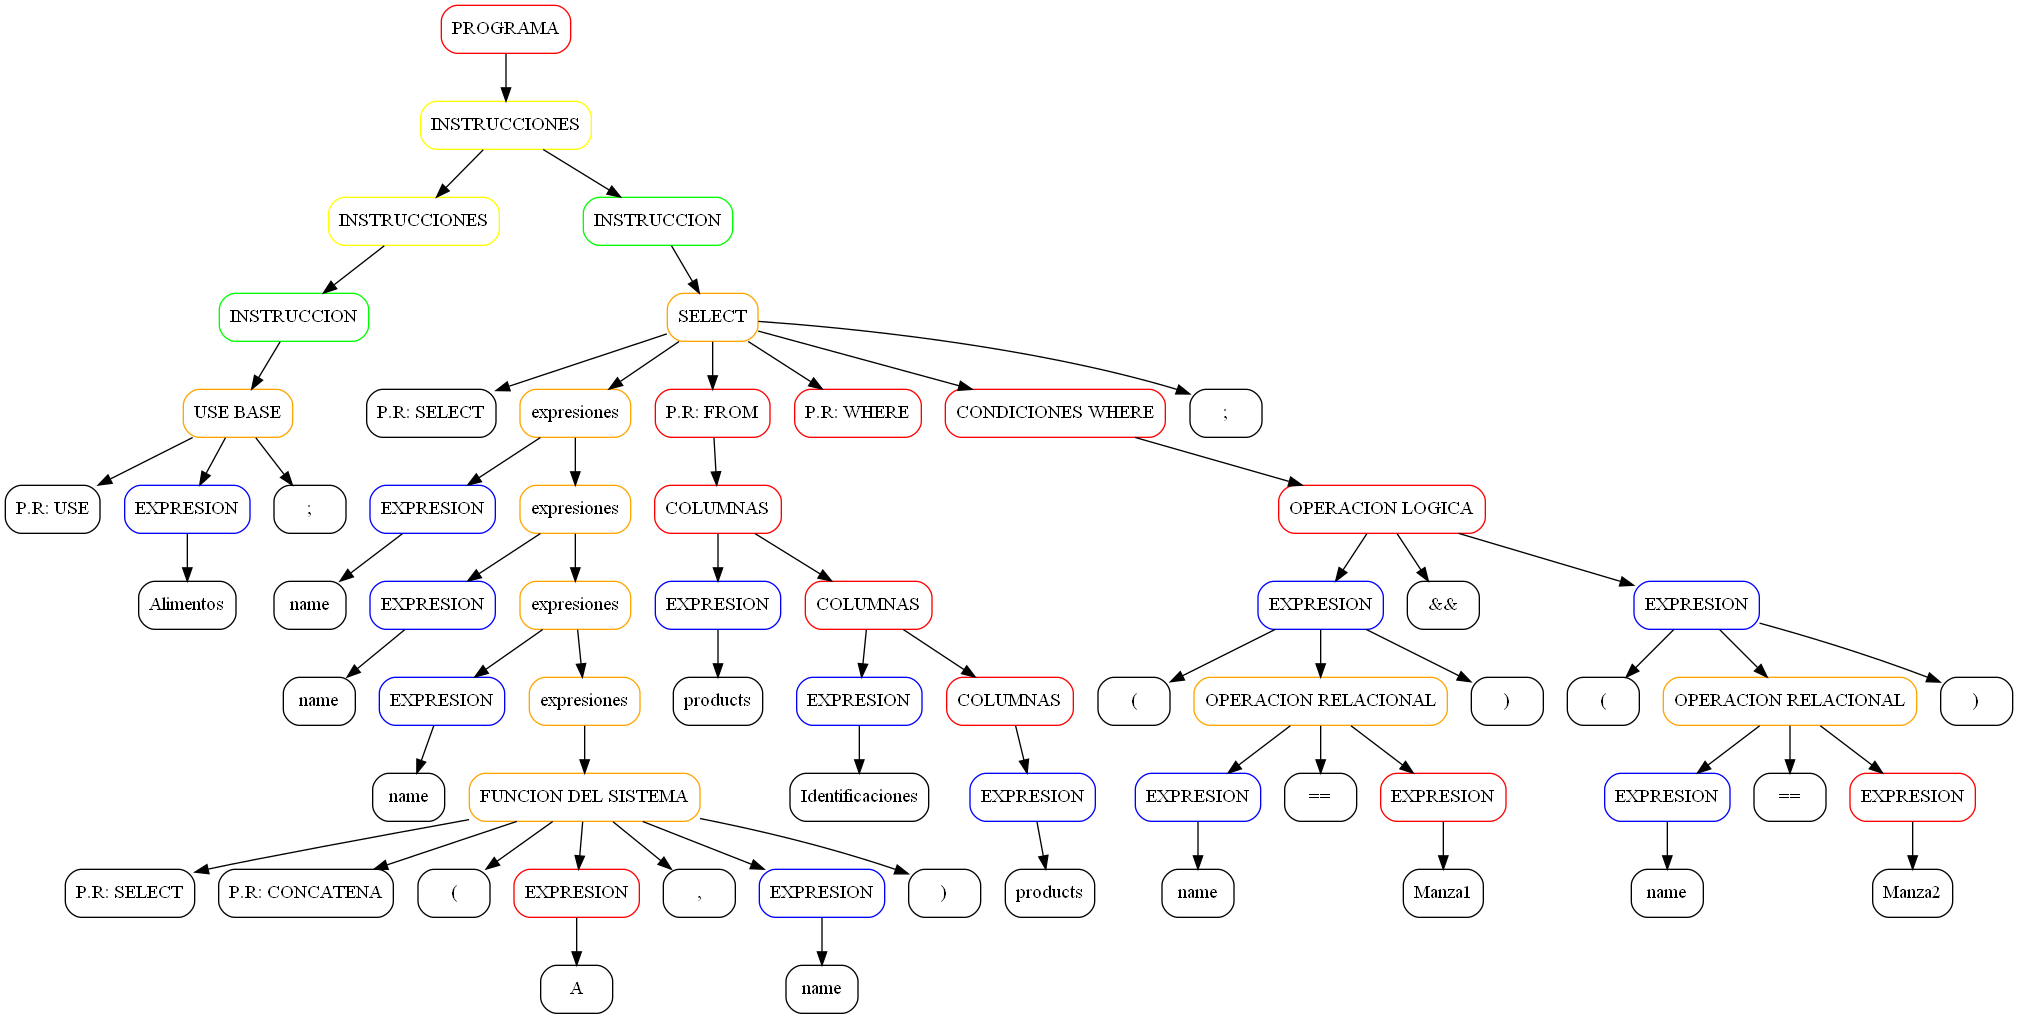 PROGRAMA
INSTRUCCIONES
INSTRUCCIONES
INSTRUCCION
INSTRUCCION
SELECT
USE BASE
P.R: SELECT
expresiones
P.R: FROM
P.R: WHERE
CONDICIONES WHERE
;
P.R: USE
EXPRESION
;
EXPRESION
expresiones
COLUMNAS
OPERACION LOGICA
Alimentos
name
EXPRESION
expresiones
EXPRESION
COLUMNAS
EXPRESION
&&
EXPRESION
name
EXPRESION
expresiones
products
EXPRESION
COLUMNAS
(
OPERACION RELACIONAL
)
(
OPERACION RELACIONAL
)
name
FUNCION DEL SISTEMA
Identificaciones
EXPRESION
EXPRESION
==
EXPRESION
EXPRESION
==
EXPRESION
P.R: SELECT
P.R: CONCATENA
(
EXPRESION
,
EXPRESION
)
products
name
Manza1
name
Manza2
A
name